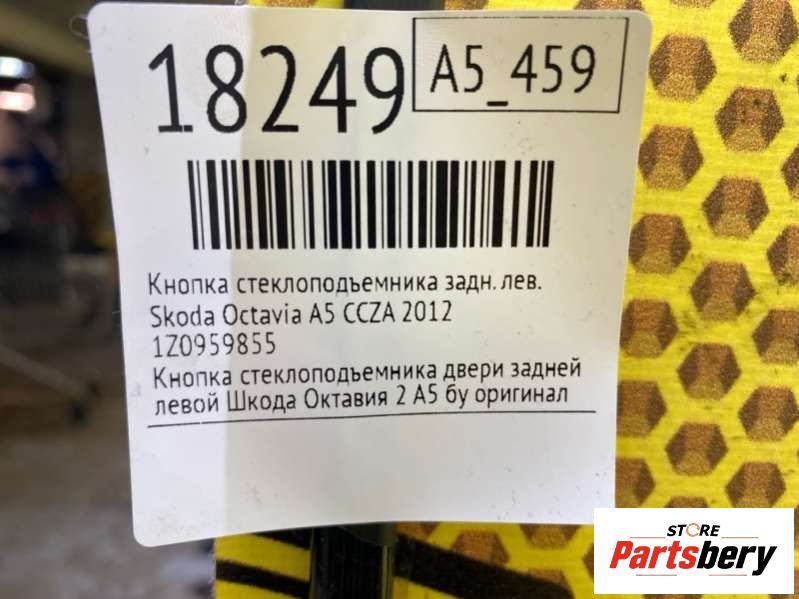 18249
A5_459
Кнопка стеклоподъемника задн. лев.
Skoda Octavia A5 CCZA 2012
1Z0959855
Кнопка стеклоподъемника двери задней
левой Шкода Октавия 2 А5 бу оригинал
STORE
Partsbery